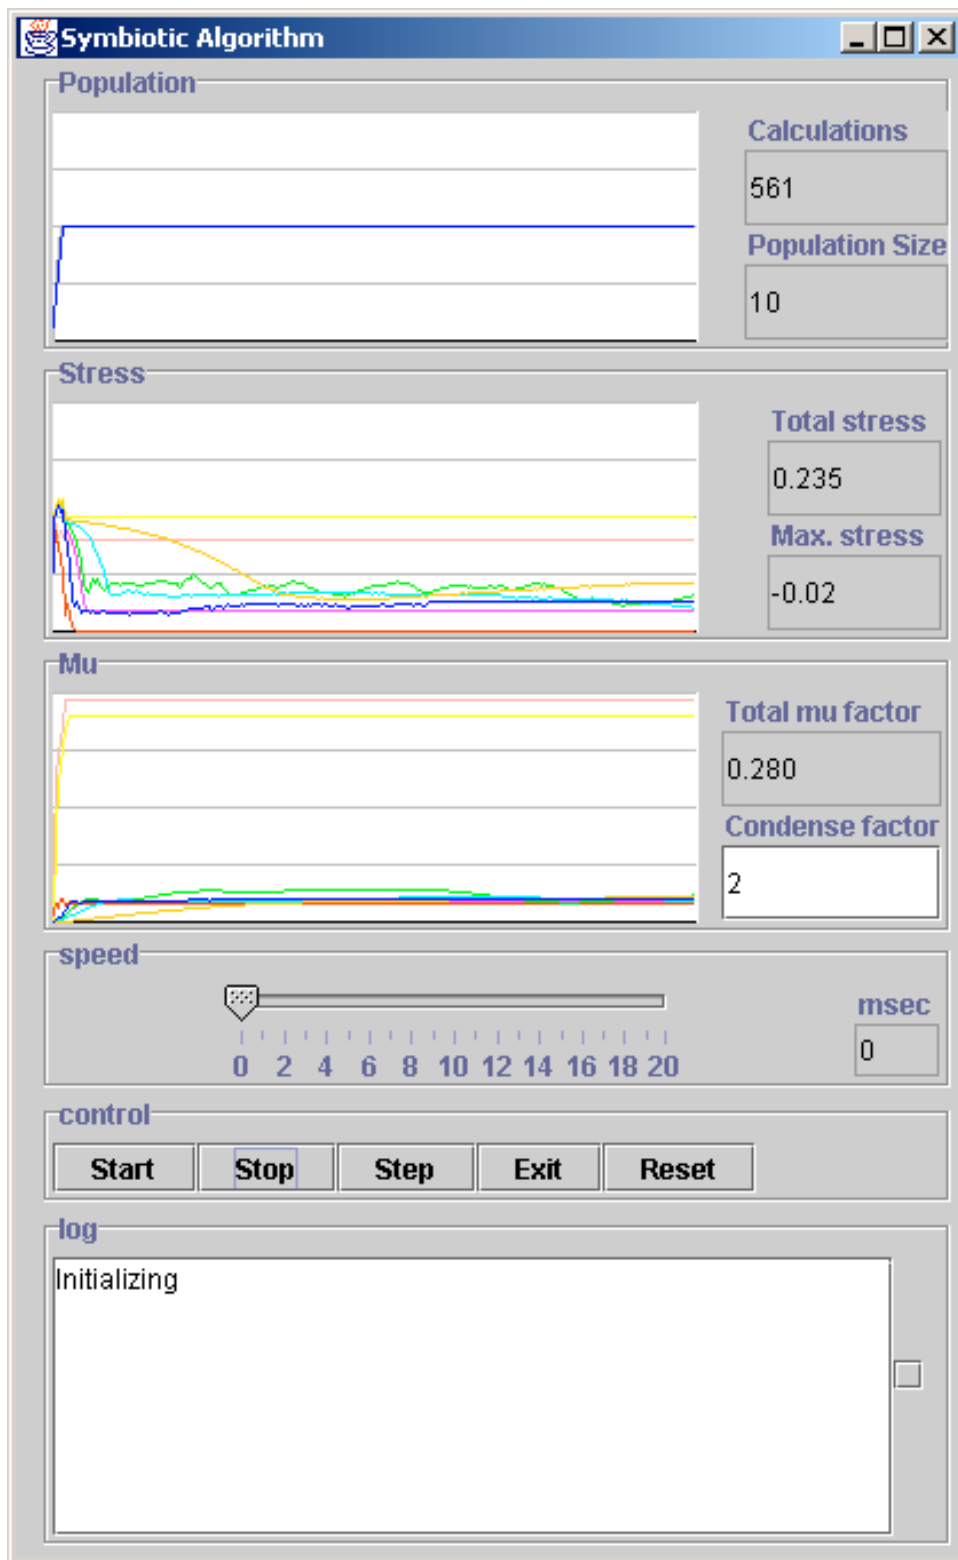 Symbiotic Algorithm
Population
Calculations
561
Population Size
10
Stress
Total stress
0.235
Max. stress
-0.02
Mu
Total mu factor
0.280
Condense factor
2
speed
msec
0
0 2 4 6 8 10 12 14 16 18 20
control
Start Stop Step Exit Reset
log
Initializing